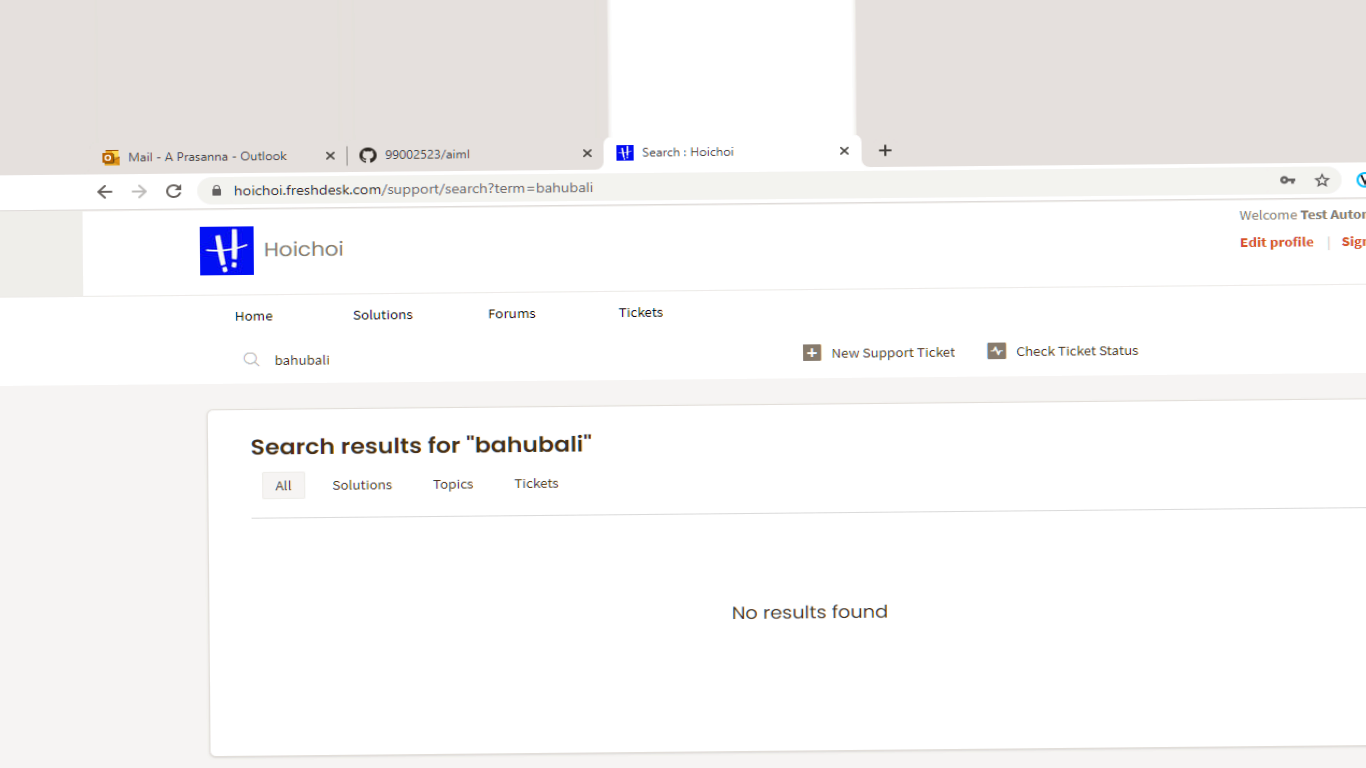 Mail - A Prasanna - Outlook
99002523/aiml
Search : Hoichoi
hoichoi.freshdesk.com/support/search?term=bahubali
Welcome Test
Hoichoi
Edit profile
Home Solutions Forums Tickets
bahubali
New Support Ticket Check Ticket Status
Search results for "bahubali"
All Solutions Topics Tickets
No results found